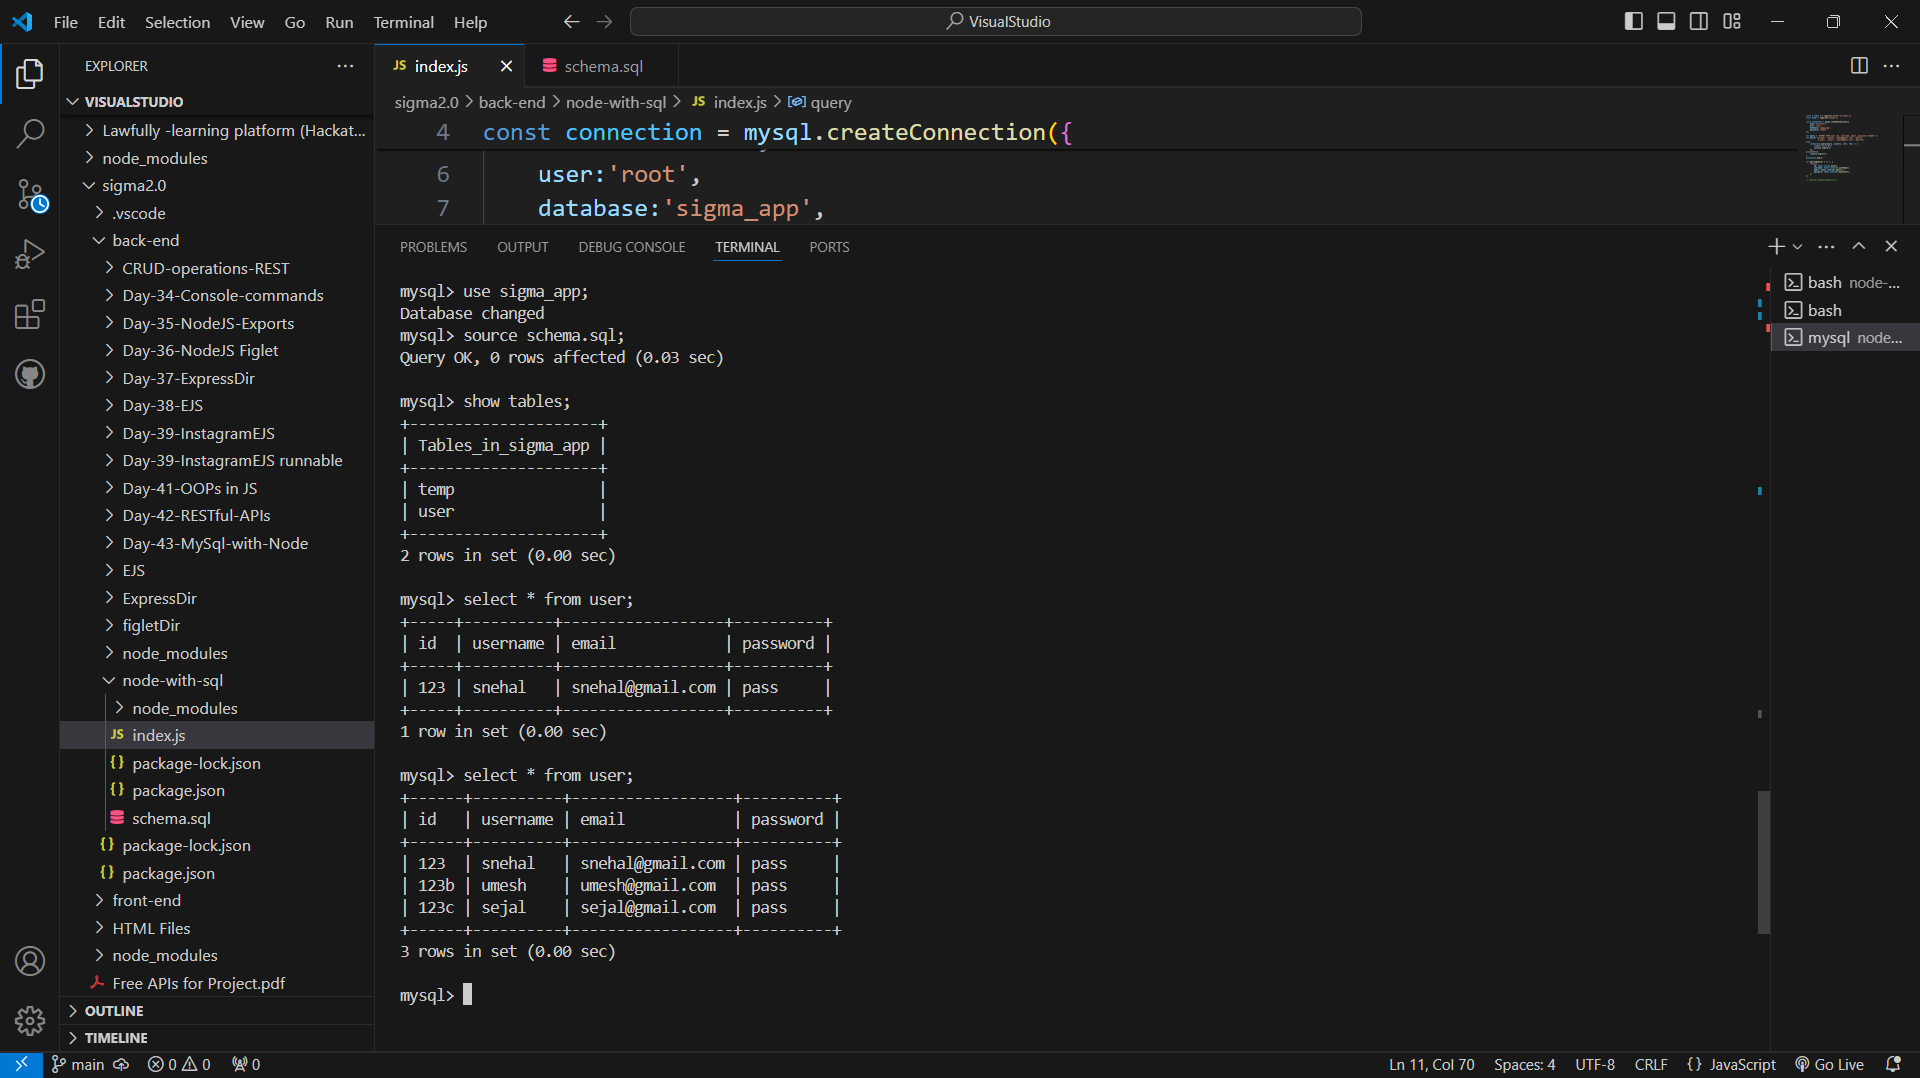 File Edit Selection View Go Run Terminal Help
VisualStudio
EXPLORER
VISUALSTUDIO
Lawfully -learning platform (Hackat...
node_modules
sigma2.0
.vscode
back-end
CRUD-operations-REST
Day-34-Console-commands
Day-35-NodeJS-Exports
Day-36-NodeJS Figlet
Day-37-ExpressDir
Day-38-EJS
Day-39-InstagramEJS
Day-39-InstagramEJS runnable
Day-41-OOPs in JS
Day-42-RESTful-APIs
Day-43-MySql-with-Node
EJS
ExpressDir
figletDir
node_modules
node-with-sql
node_modules
JS index.js
{} package-lock.json
{} package.json
schema.sql
{} package-lock.json
{} package.json
front-end
HTML Files
node_modules
Free APIs for Project.pdf
OUTLINE
TIMELINE
JS index.js
schema.sql
sigma2.0 > back-end > node-with-sql > JS index.js > query
4 const connection = mysql.createConnection({
6 user:'root',
7 database:'sigma_app',
PROBLEMS OUTPUT DEBUG CONSOLE TERMINAL PORTS
mysql> use sigma_app;
Database changed
mysql> source schema.sql;
Query OK, 0 rows affected (0.03 sec)
mysql> show tables;
+---------------------+
| Tables_in_sigma_app |
+---------------------+
| temp                |
| user                |
+---------------------+
2 rows in set (0.00 sec)
mysql> select * from user;
+-----+----------+------------------+----------+
| id  | username | email            | password |
+-----+----------+------------------+----------+
| 123 | snehal   | snehal@gmail.com | pass     |
+-----+----------+------------------+----------+
1 row in set (0.00 sec)
mysql> select * from user;
+------+----------+------------------+----------+
| id   | username | email            | password |
+------+----------+------------------+----------+
| 123  | snehal   | snehal@gmail.com | pass     |
| 123b | umesh    | umesh@gmail.com  | pass     |
| 123c | sejal    | sejal@gmail.com  | pass     |
+------+----------+------------------+----------+
3 rows in set (0.00 sec)
mysql>
bash node-...
bash
mysql node...
main 0 0 0
Ln 11, Col 70 Spaces: 4 UTF-8 CRLF {} JavaScript Go Live